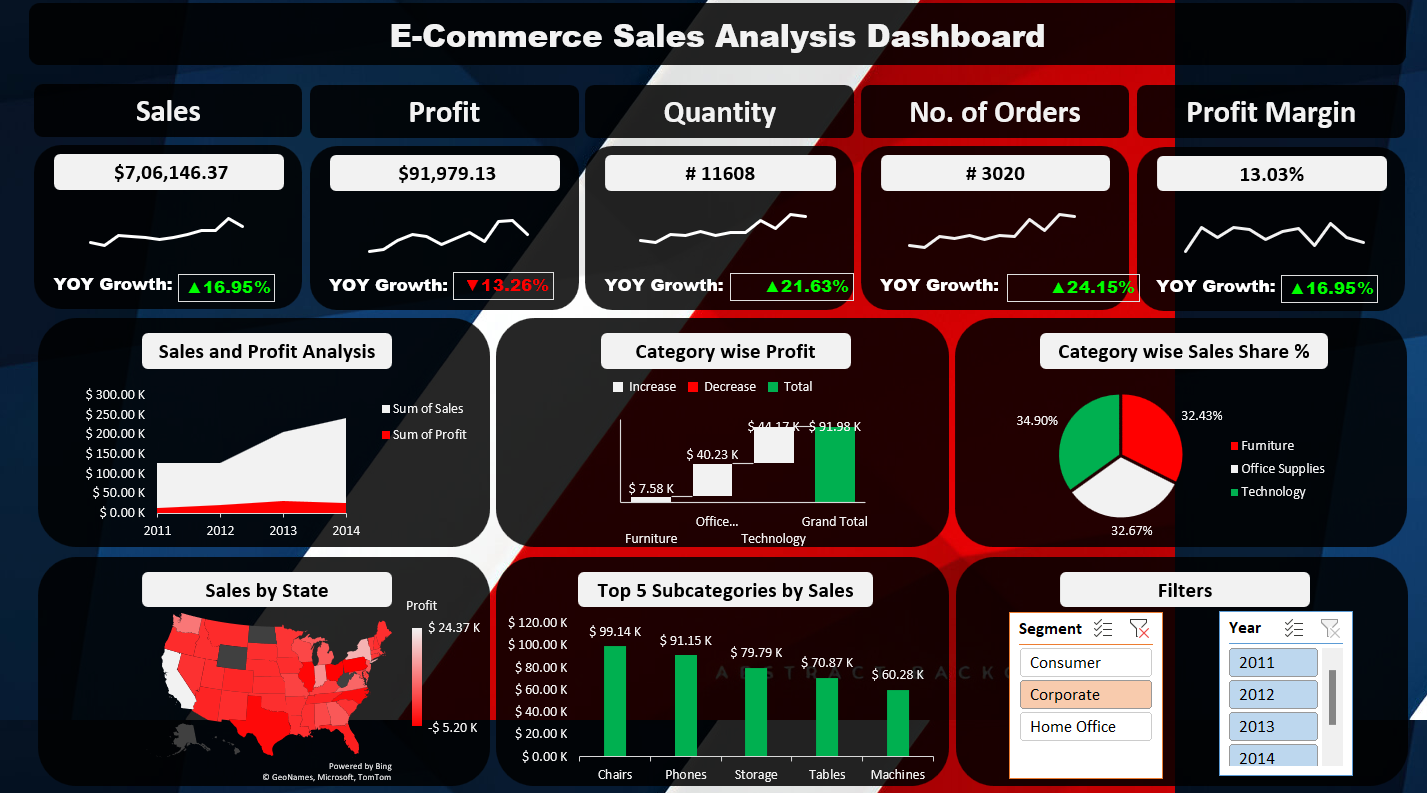 E-Commerce Sales Analysis Dashboard
Sales
Profit
Quantity
No. of Orders
Profit Margin
$7,06,146.37
$91,979.13
# 11608
# 3020
13.03%
YOY Growth: ▲16.95%
YOY Growth: ▼13.26%
YOY Growth: ▲21.63%
YOY Growth: ▲24.15%
YOY Growth: ▲16.95%
Sales and Profit Analysis
$ 300.00 K
$ 250.00 K
$ 200.00 K
$ 150.00 K
$ 100.00 K
$ 50.00 K
$ 0.00 K
2011 2012 2013 2014
Sum of Sales
Sum of Profit
Category wise Profit
Increase Decrease Total
$ 7.58 K
$ 40.23 K
$ 44.17 K
$ 91.98 K
Furniture
Office...
Technology
Grand Total
Category wise Sales Share %
34.90%
32.43%
32.67%
Furniture
Office Supplies
Technology
Sales by State
Profit
$ 24.37 K
-$ 5.20 K
Powered by Bing
© GeoNames, Microsoft, TomTom
Top 5 Subcategories by Sales
$ 120.00 K
$ 100.00 K
$ 80.00 K
$ 60.00 K
$ 40.00 K
$ 20.00 K
$ 0.00 K
$ 99.14 K
$ 91.15 K
$ 79.79 K
$ 70.87 K
$ 60.28 K
Chairs Phones Storage Tables Machines
Filters
Segment
Consumer
Corporate
Home Office
Year
2011
2012
2013
2014